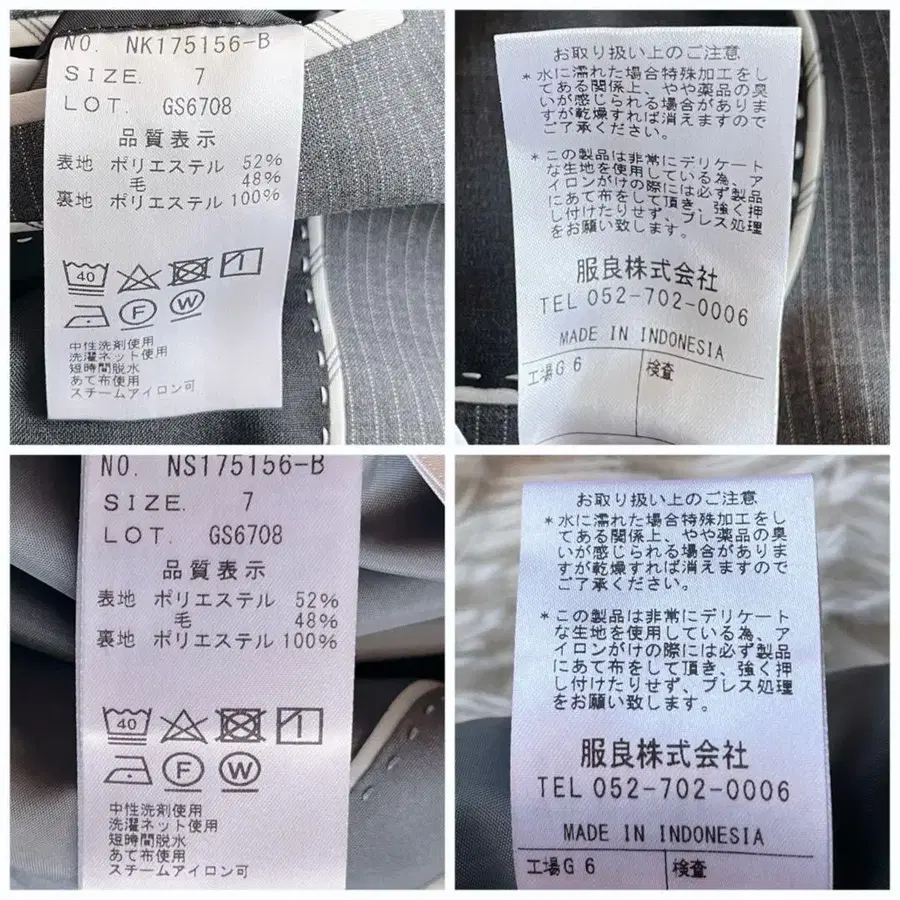 NO. NK175156-B
SIZE. 7
LOT. GS6708
品質表示
表地 ポリエステル 52%
毛 48%
裏地 ポリエステル 100%
40
1
F W
中性洗剤使用
洗濯ネット使用
短時間脱水
あて布使用
スチームアイロン可
お取り扱い上のご注意
*水に濡れた場合特殊加工をし
てある関係上、やや薬品の臭
いが感じられる場合がありま
すが乾燥すれば消えますので
ご了承ください。
*この製品は非常にデリケート
な生地を使用している為、ア
イロンがけの際には必ず製品
にあて布をして頂き、強く押
し付けたりせず、プレス処理
をお願い致します。
服良株式会社
TEL 052-702-0006
MADE IN INDONESIA
工場G 6 検査
NO. NS175156-B
SIZE. 7
LOT. GS6708
品質表示
表地 ポリエステル 52%
毛 48%
裏地 ポリエステル 100%
40
1
F W
中性洗剤使用
洗濯ネット使用
短時間脱水
あて布使用
スチームアイロン可
お取り扱い上のご注意
*水に濡れた場合特殊加工をし
てある関係上、やや薬品の臭
いが感じられる場合がありま
すが乾燥すれば消えますので
ご了承ください。
*この製品は非常にデリケート
な生地を使用している為、ア
イロンがけの際には必ず製品
にあて布をして頂き、強く押
し付けたりせず、プレス処理
をお願い致します。
服良株式会社
TEL 052-702-0006
MADE IN INDONESIA
工場G 6 検査